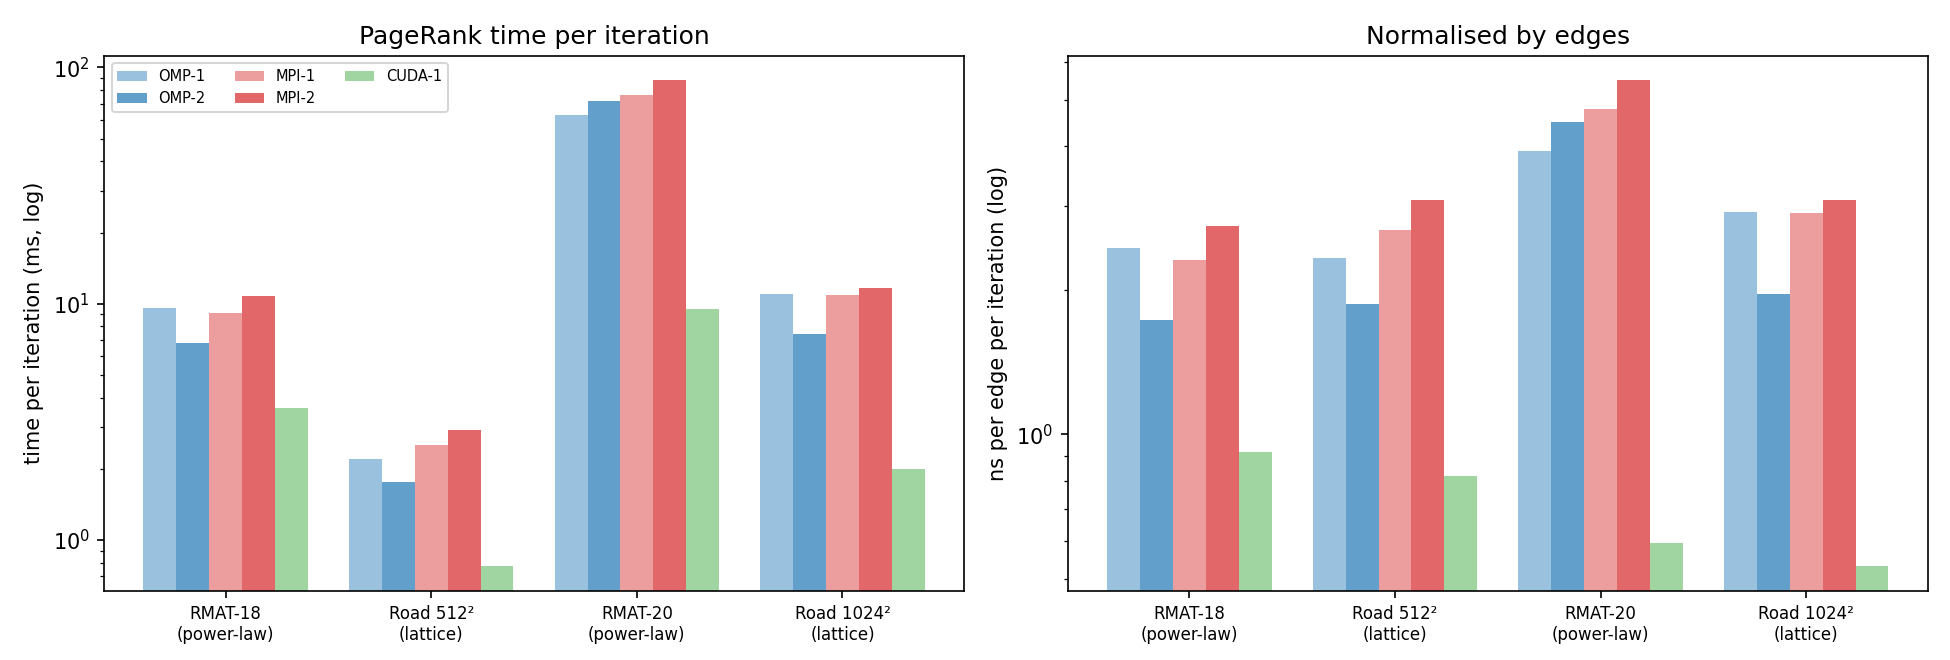 PageRank time per iteration
time per iteration (ms, log)
10²
10¹
10⁰
OMP-1
OMP-2
MPI-1
MPI-2
CUDA-1
RMAT-18
(power-law)
Road 512²
(lattice)
RMAT-20
(power-law)
Road 1024²
(lattice)
Normalised by edges
ns per edge per iteration (log)
10⁰
RMAT-18
(power-law)
Road 512²
(lattice)
RMAT-20
(power-law)
Road 1024²
(lattice)